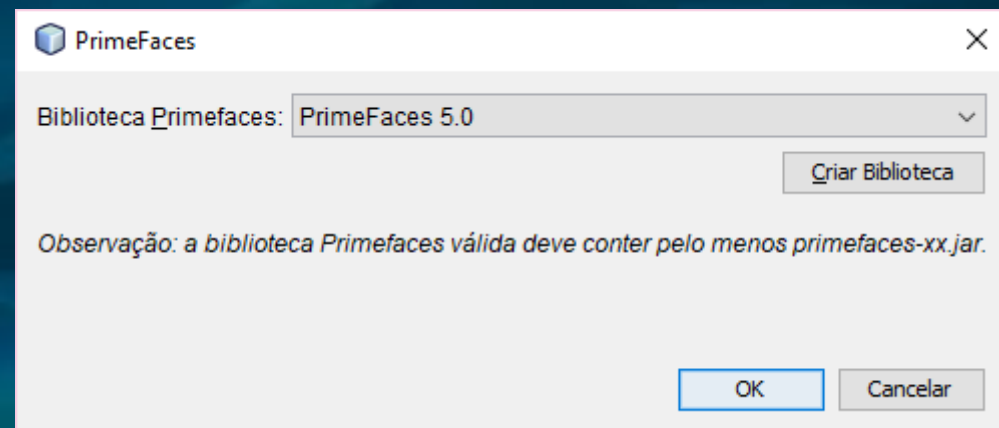 PrimeFaces
Biblioteca Primefaces: PrimeFaces 5.0
Criar Biblioteca
Observação: a biblioteca Primefaces válida deve conter pelo menos primefaces-xx.jar.
OK Cancelar